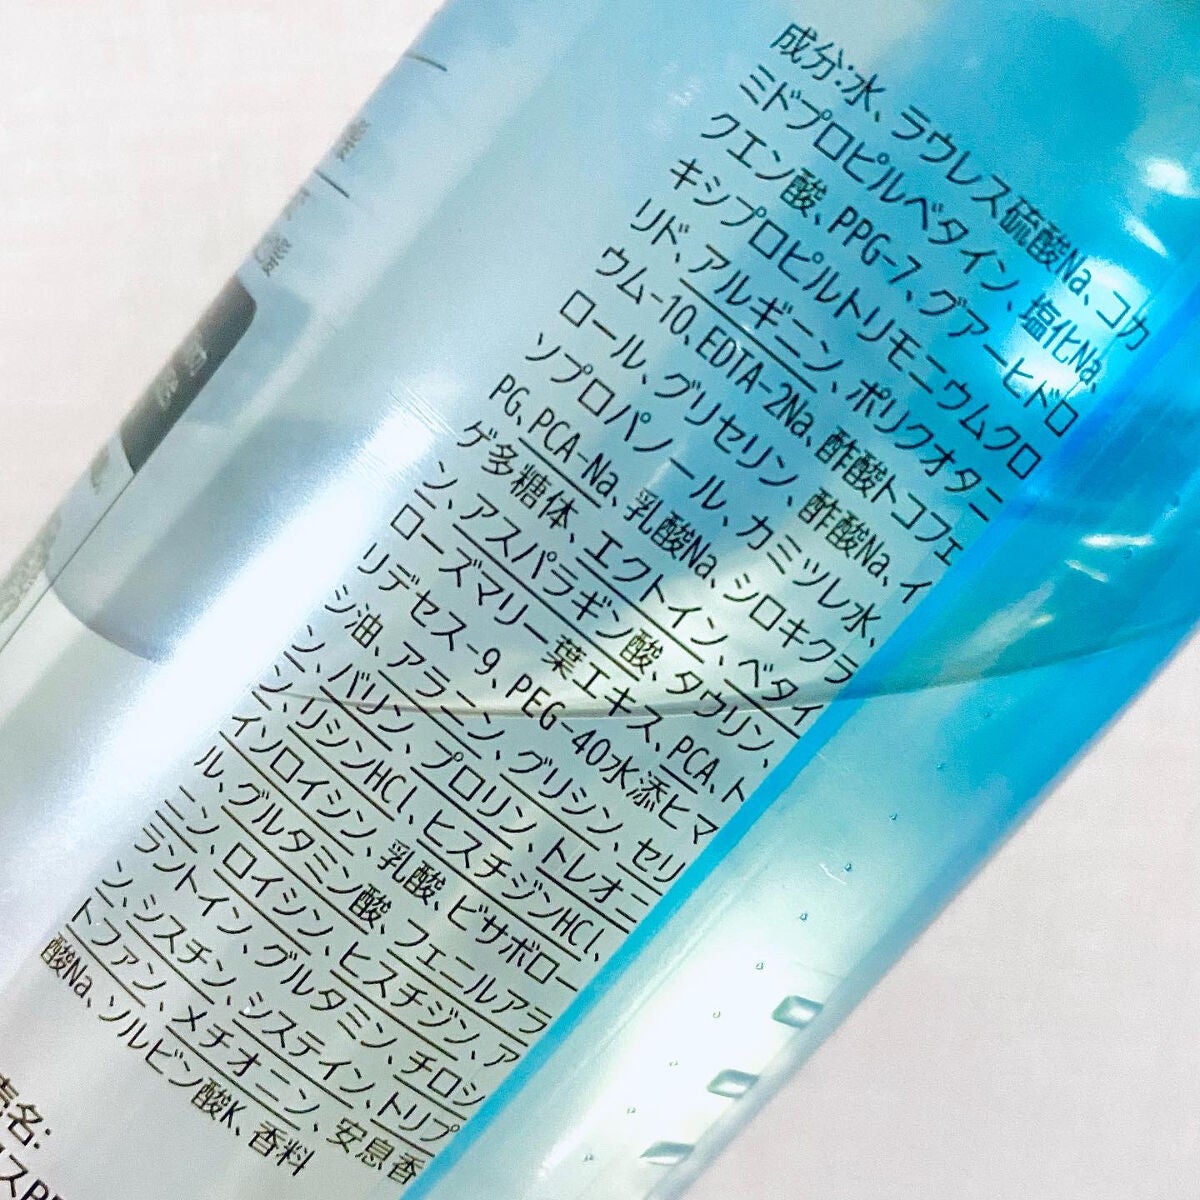 成分:水、ラウレス硫酸Na、コカ
ミドプロピルベタイン、塩化Na、
クエン酸、PPG-7、グアーヒドロ
キシプロピルトリモニウムクロ
リド、アルギニン、ポリクオタニ
ウム-10、EDTA-2Na、酢酸トコフェ
ロール、グリセリン、酢酸Na、イ
ソプロパノール、カミツレ水、
PG、PCA-Na、乳酸Na、シロキクラ
ゲ多糖体、エクトイン、ベタイ
ン、アスパラギン酸、タウリン、
ローズマリー葉エキス、PCA、ト
リデセス-9、PEG-40水添ヒマ
シ油、アラニン、グリシン、セリ
ン、バリン、プロリン、トレオニ
ン、リシンHCl、ヒスチジンHCl、
イソロイシン、乳酸、ビサボロー
ル、グルタミン酸、フェニルアラ
ニン、ロイシン、ヒスチジン、ア
ラントイン、グルタミン、チロシ
ン、シスチン、システイン、トリプ
トファン、メチオニン、安息香
酸Na、ソルビン酸K、香料
名: